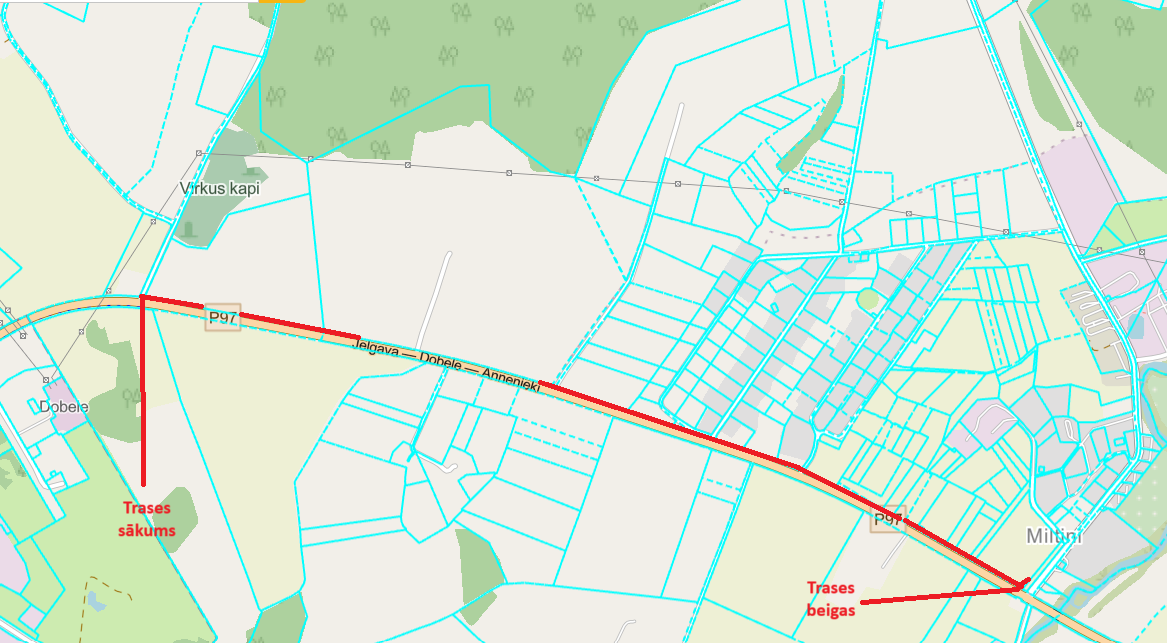 Virkus kapi
P97
Jelgava — Dobele — Annenieki
Dobele
Trases
sākums
P97
Miltiņi
Trases
beigas